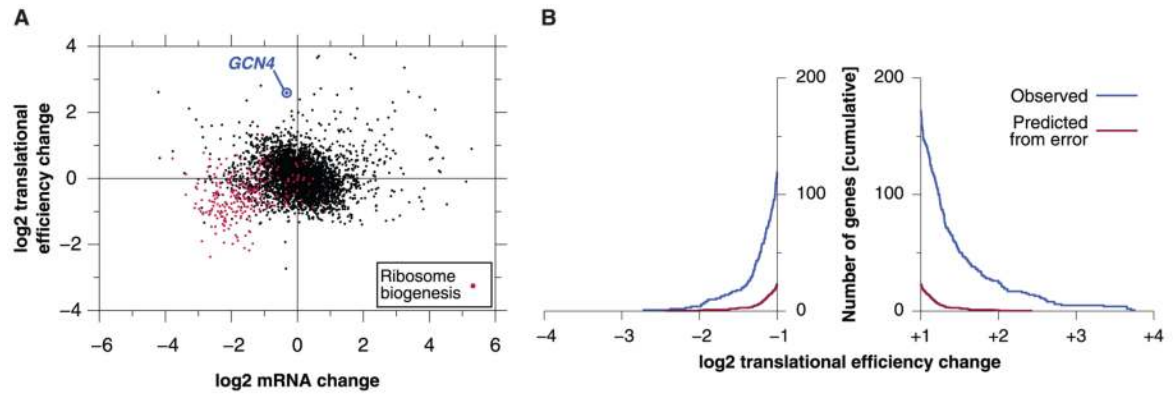 A
log2 translational
efficiency change
4
2
0
−2
−4
GCN4
Ribosome
biogenesis
−6
−4
−2
0
2
4
6
log2 mRNA change
B
200
100
0
Number of genes [cumulative]
200
100
0
Observed
Predicted
from error
−4
−3
−2
−1
+1
+2
+3
+4
log2 translational efficiency change